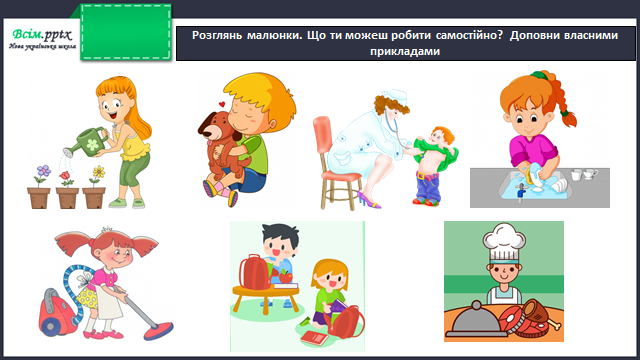 Всім.pptx
Нова українська школа
Розглянь малюнки. Що ти можеш робити самостійно? Доповни власними
прикладами